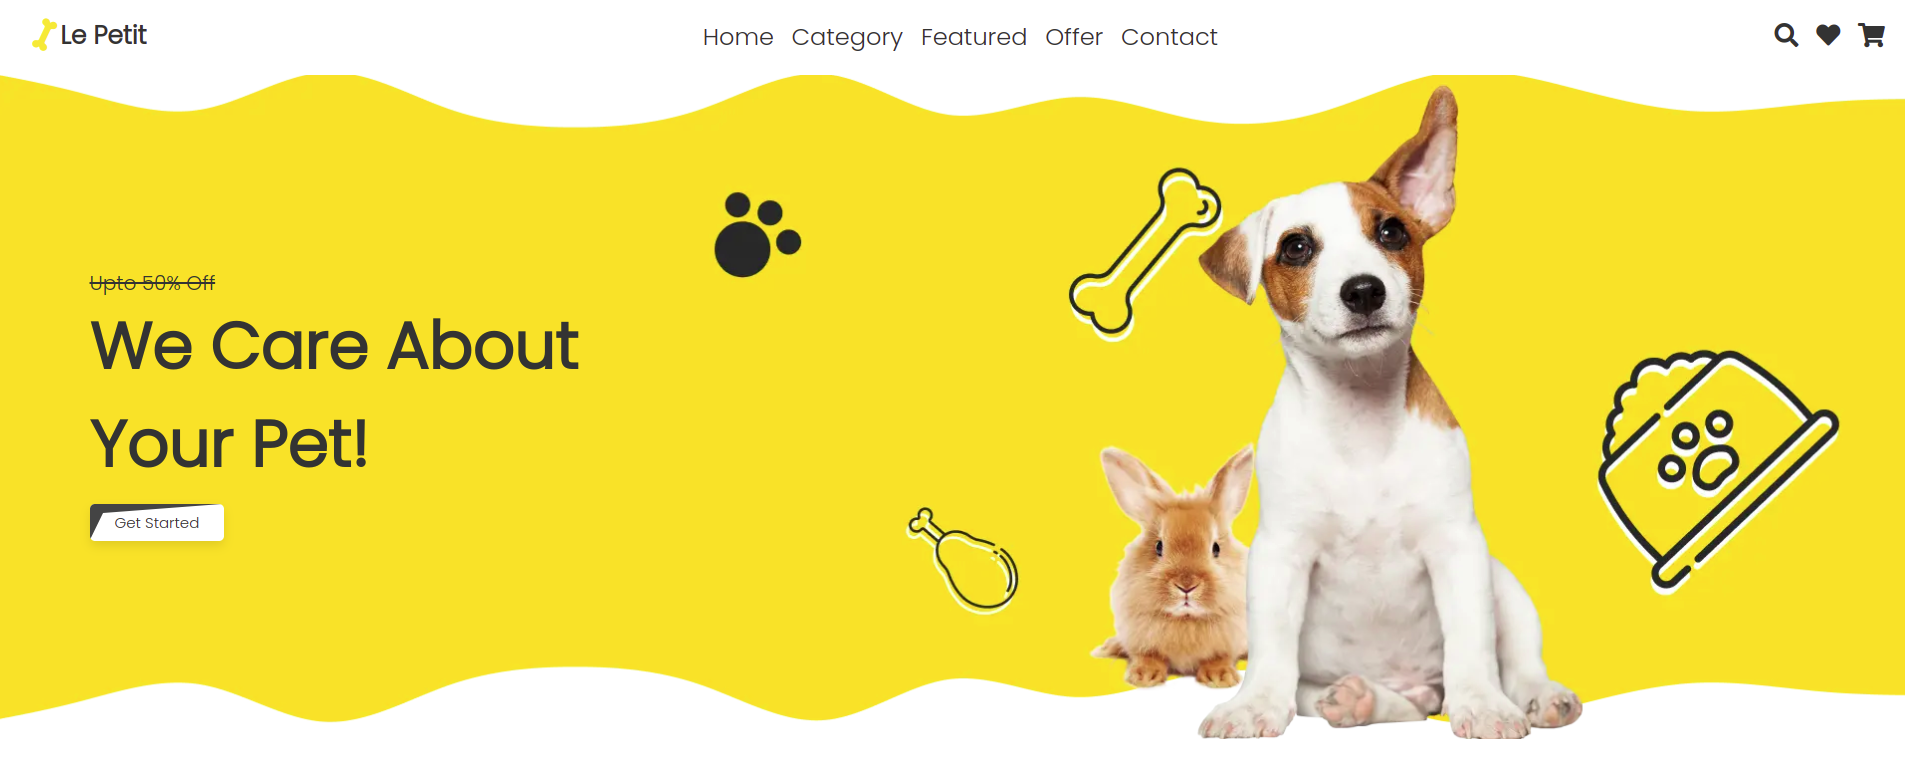 Le Petit
Home Category Featured Offer Contact
Upto 50% Off
We Care About
Your Pet!
Get Started